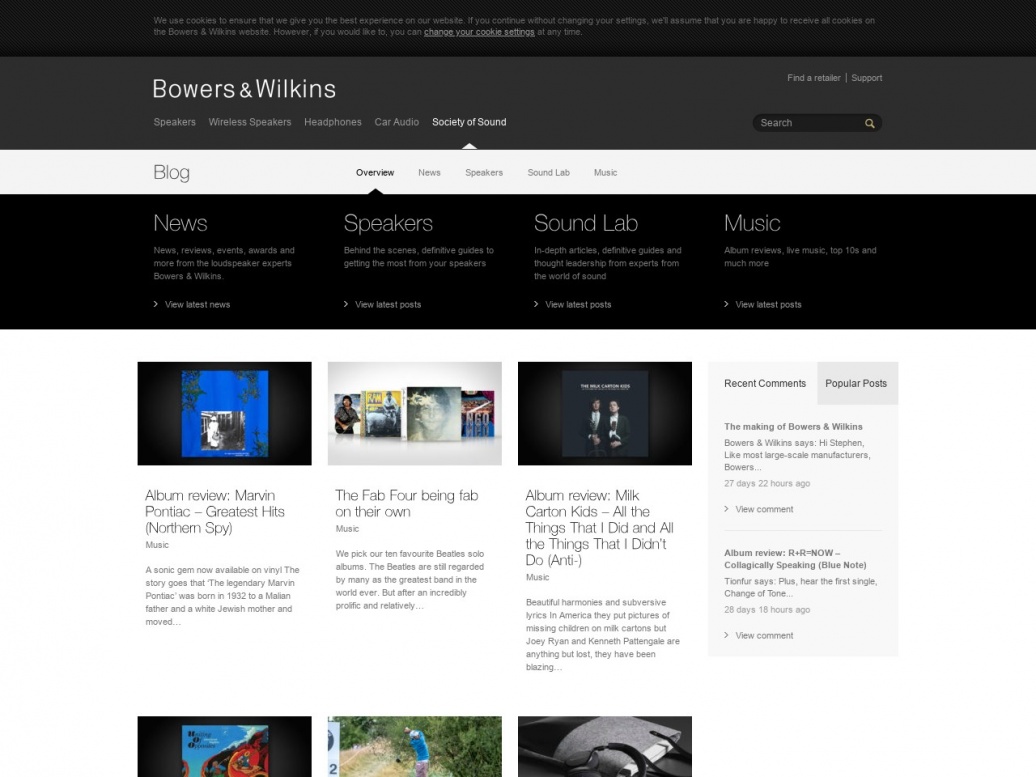 We use cookies to ensure that we give you the best experience on our website. If you continue without changing your settings, we'll assume that you are happy to receive all cookies on
the Bowers & Wilkins website. However, if you would like to, you can change your cookie settings at any time.
Find a retailer | Support
Bowers & Wilkins
Speakers Wireless Speakers Headphones Car Audio Society of Sound
Search
Blog
Overview News Speakers Sound Lab Music
News
News, reviews, events, awards and
more from the loudspeaker experts
Bowers & Wilkins.
View latest news
Speakers
Behind the scenes, definitive guides to
getting the most from your speakers
View latest posts
Sound Lab
In-depth articles, definitive guides and
thought leadership from experts from
the world of sound
View latest posts
Music
Album reviews, live music, top 10s and
much more
View latest posts
Album review: Marvin
Pontiac – Greatest Hits
(Northern Spy)
Music
A sonic gem now available on vinyl The
story goes that 'The legendary Marvin
Pontiac' was born in 1932 to a Malian
father and a white Jewish mother and
moved…
RAM
The Fab Four being fab
on their own
Music
We pick our ten favourite Beatles solo
albums. The Beatles are still regarded
by many as the greatest band in the
world ever. But after an incredibly
prolific and relatively…
THE MILK CARTON KIDS
Album review: Milk
Carton Kids – All the
Things That I Did and All
the Things That I Didn't
Do (Anti-)
Music
Beautiful harmonies and subversive
lyrics In America they put pictures of
missing children on milk cartons but
Joey Ryan and Kenneth Pattengale are
anything but lost, they have been
blazing…
Recent Comments Popular Posts
The making of Bowers & Wilkins
Bowers & Wilkins says: Hi Stephen,
Like most large-scale manufacturers,
Bowers...
27 days 22 hours ago
View comment
Album review: R+R=NOW –
Collagically Speaking (Blue Note)
Tionfur says: Plus, hear the first single,
Change of Tone...
28 days 18 hours ago
View comment
2